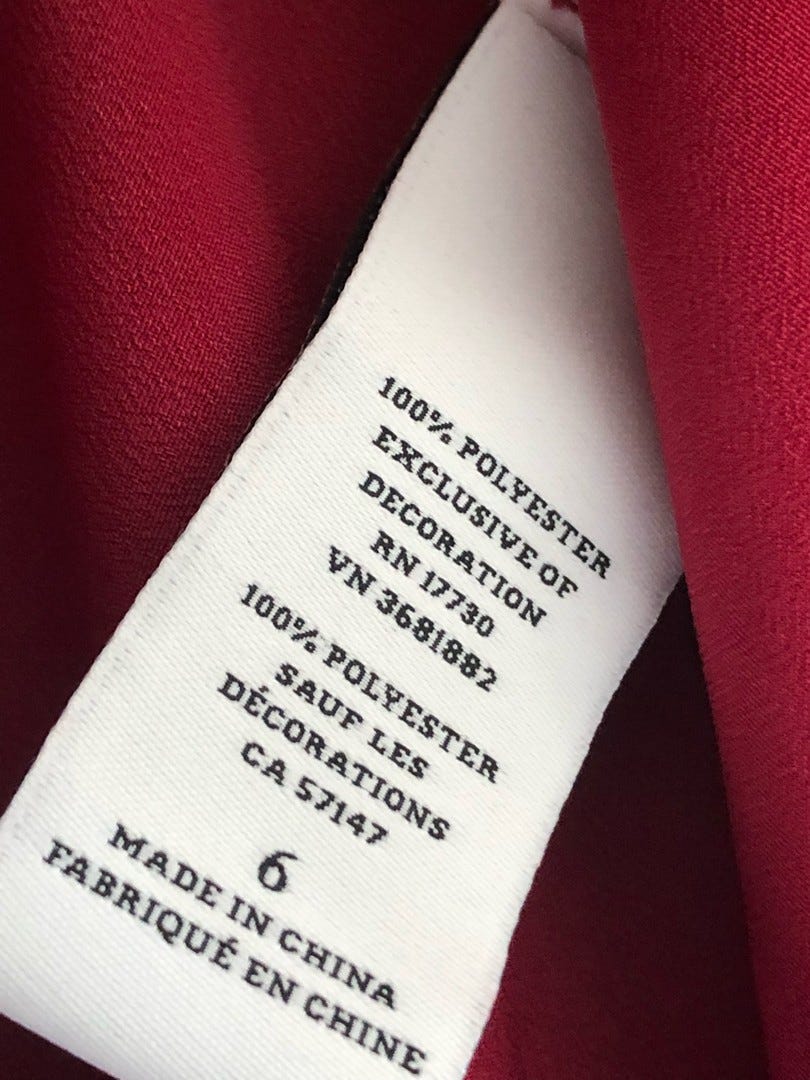 100% POLYESTER
EXCLUSIVE OF
DECORATION
RN 17730
VN 3681882
100% POLYESTER
SAUF LES
DÉCORATIONS
CA 57147
6
MADE IN CHINA
FABRIQUÉ EN CHINE